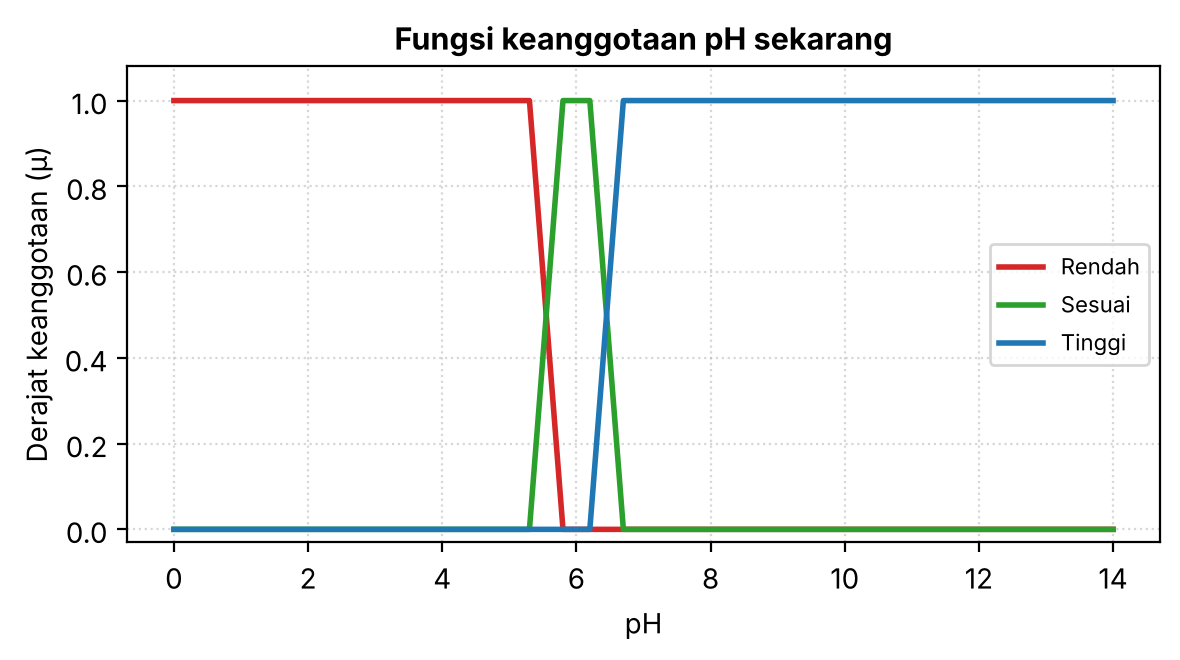 Fungsi keanggotaan pH sekarang
Derajat keanggotaan (µ)
1.0
0.8
0.6
0.4
0.2
0.0
Rendah
Sesuai
Tinggi
0 2 4 6 8 10 12 14
pH